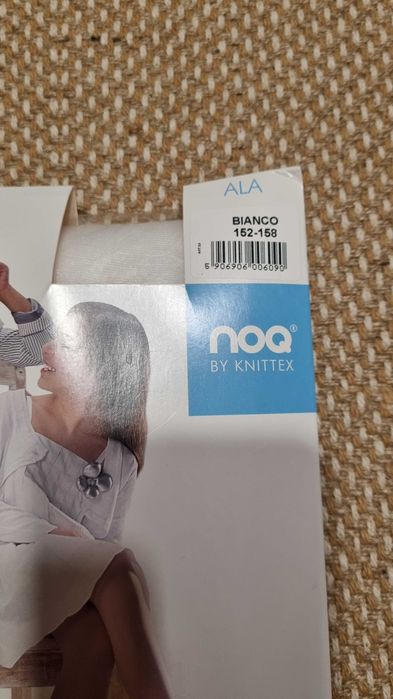 ALA
BIANCO
152-158
5 906906 006090
noq®
BY KNITTEX